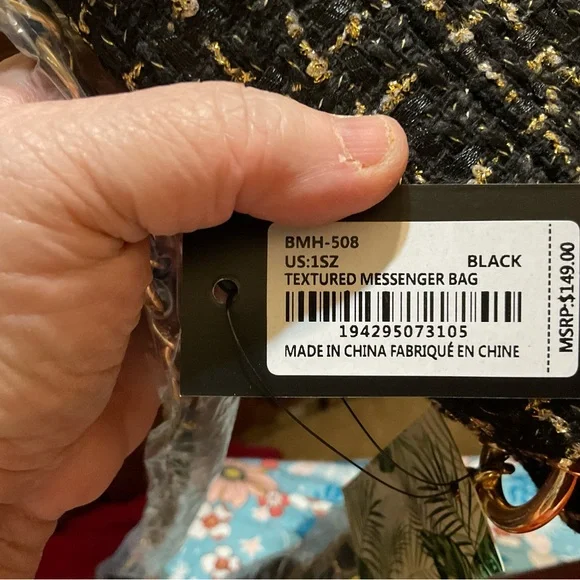 BMH-508
US:1SZ BLACK
TEXTURED MESSENGER BAG
194295073105
MADE IN CHINA FABRIQUÉ EN CHINE
MSRP-$149.00